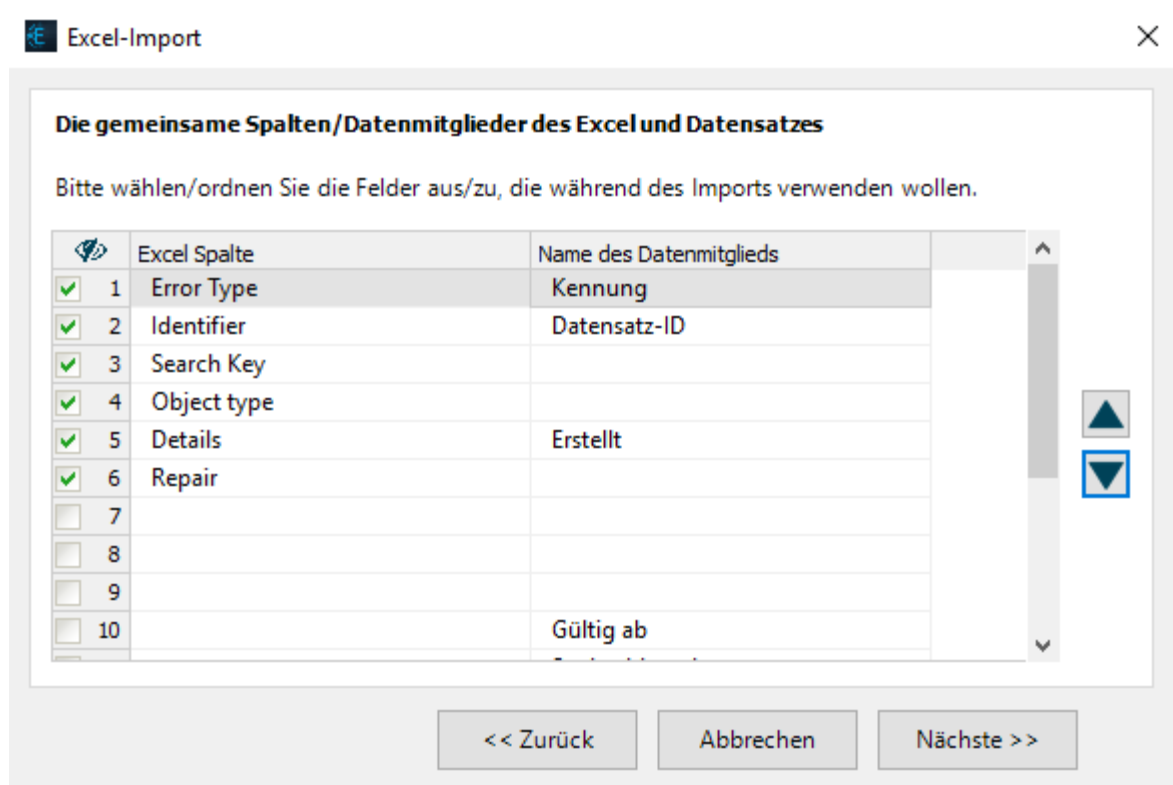 Excel-Import
Die gemeinsame Spalten/Datenmitglieder des Excel und Datensatzes
Bitte wählen/ordnen Sie die Felder aus/zu, die während des Imports verwenden wollen.
Excel Spalte Name des Datenmitglieds
1 Error Type Kennung
2 Identifier Datensatz-ID
3 Search Key
4 Object type
5 Details Erstellt
6 Repair
7
8
9
10 Gültig ab
<< Zurück Abbrechen Nächste >>